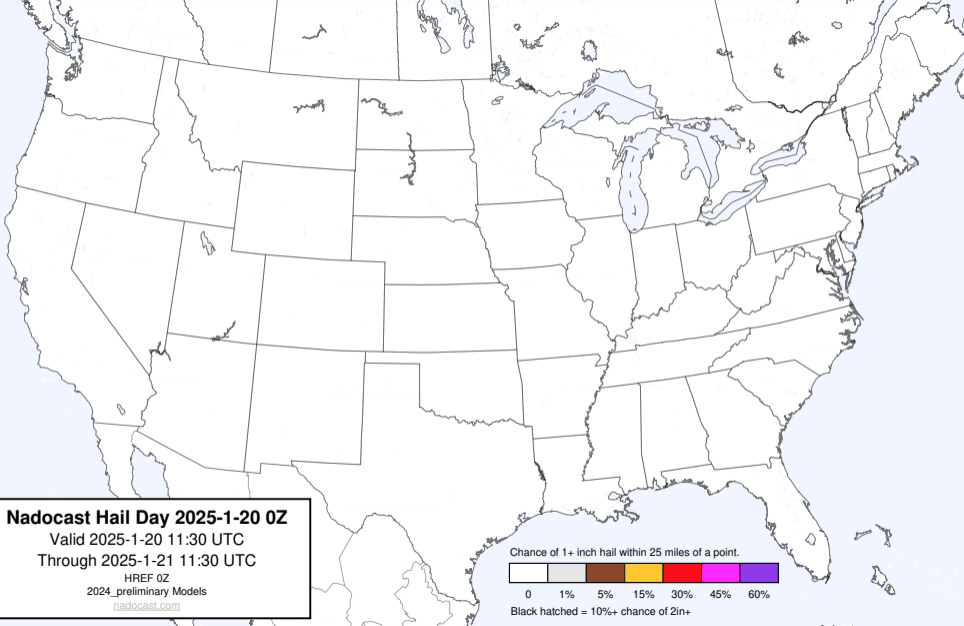 Nadocast Hail Day 2025-1-20 0Z
Valid 2025-1-20 11:30 UTC
Through 2025-1-21 11:30 UTC
HREF 0Z
2024_preliminary Models
nadocast.com
Chance of 1+ inch hail within 25 miles of a point.
0 1% 5% 15% 30% 45% 60%
Black hatched = 10%+ chance of 2in+